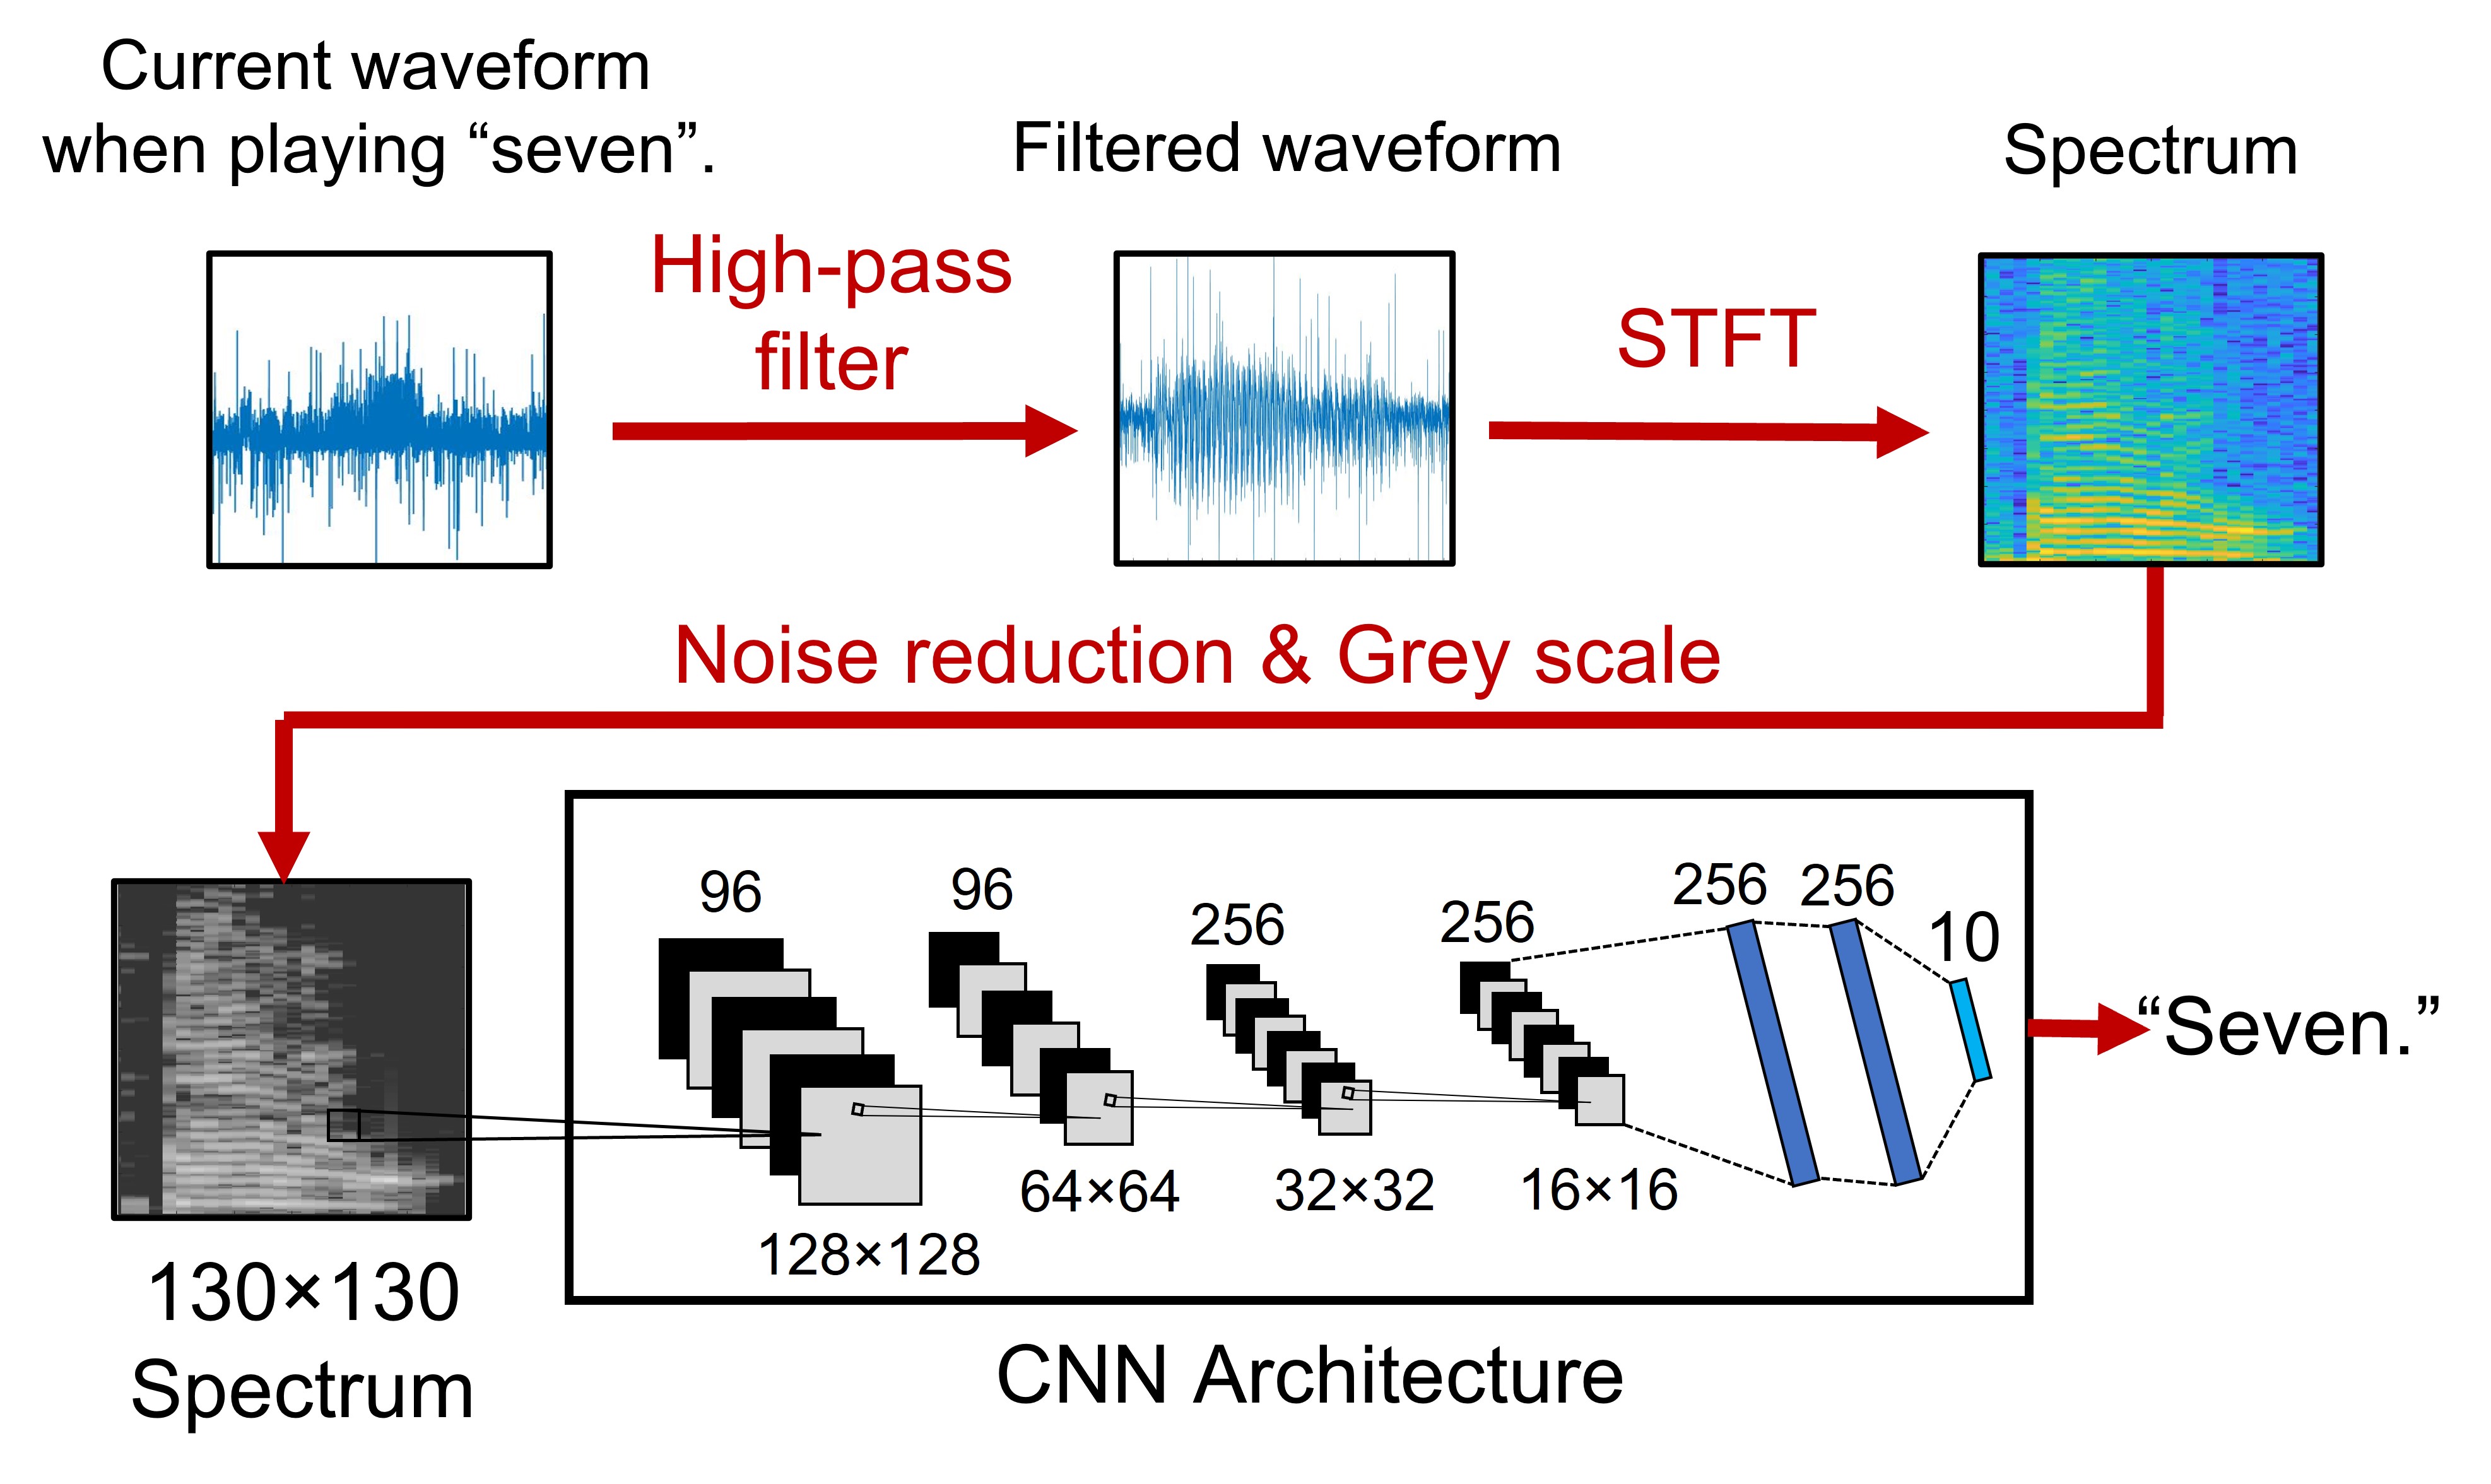 Current waveform
when playing “seven”.
Filtered waveform
Spectrum
High-pass
filter
STFT
Noise reduction & Grey scale
96
96
256
256
256
256
10
“Seven.”
64×64
32×32
16×16
128×128
130×130
Spectrum
CNN Architecture